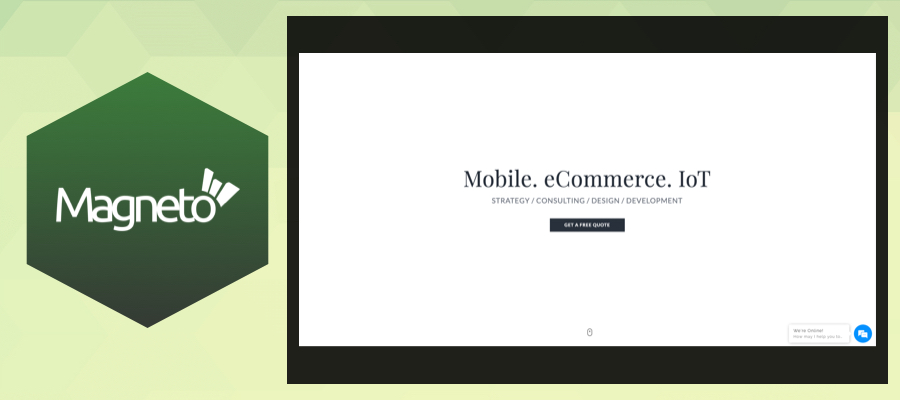 Magneto
Mobile. eCommerce. IoT
STRATEGY / CONSULTING / DESIGN / DEVELOPMENT
GET A FREE QUOTE
We're Online!
How may I help you to...